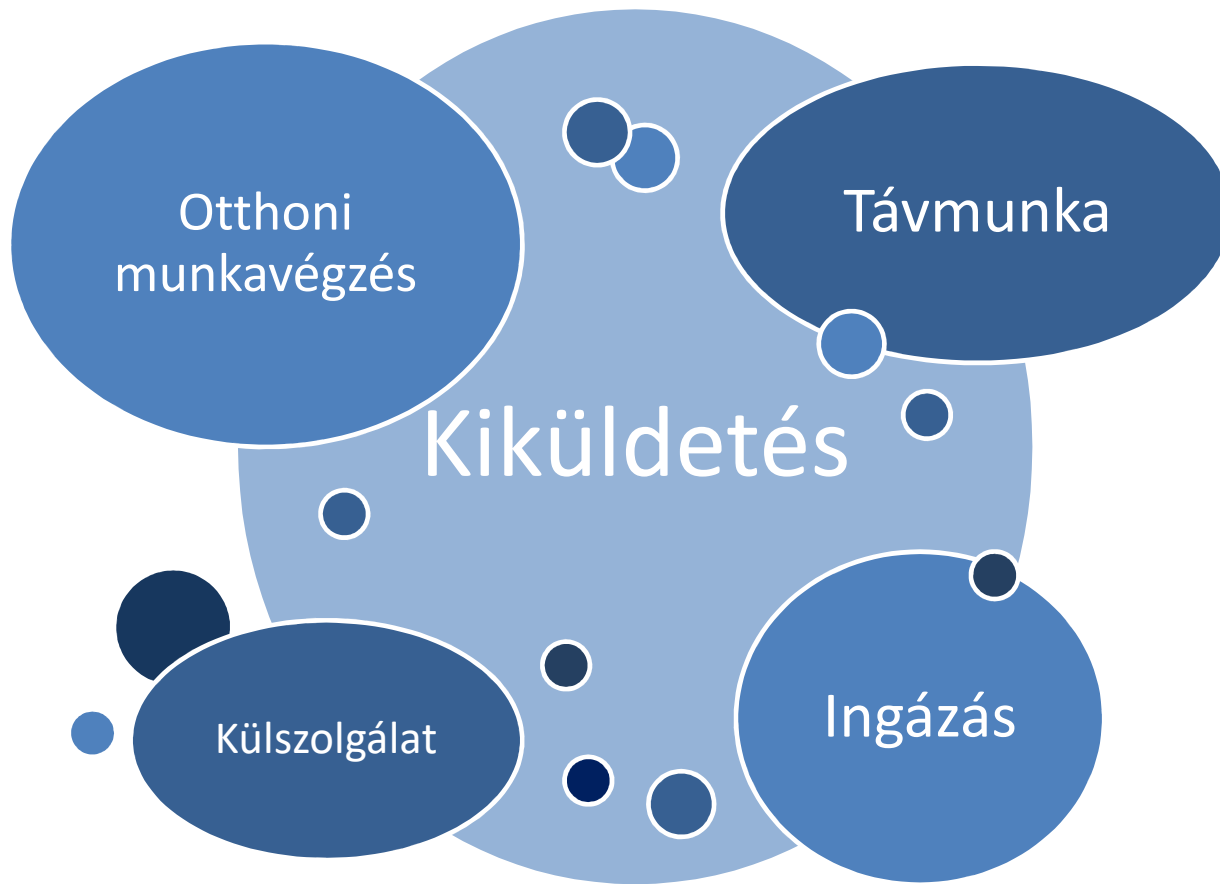 Otthoni
munkavégzés
Távmunka
Kiküldetés
Külszolgálat
Ingázás